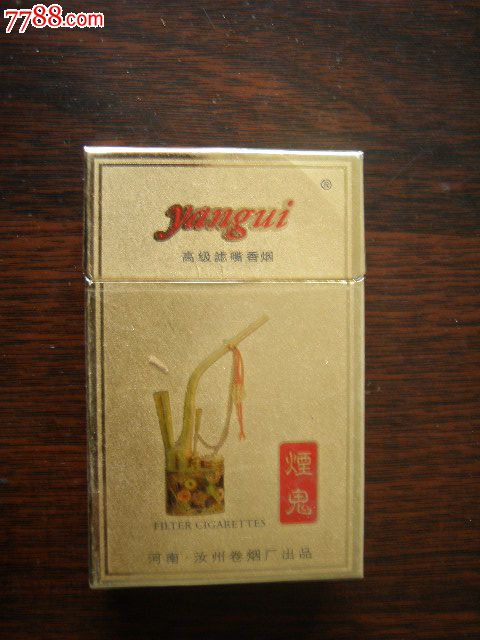 7788.com
yangui
®
高级滤嘴香烟
煙鬼
FILTER CIGARETTES
河南·汝州卷烟厂出品